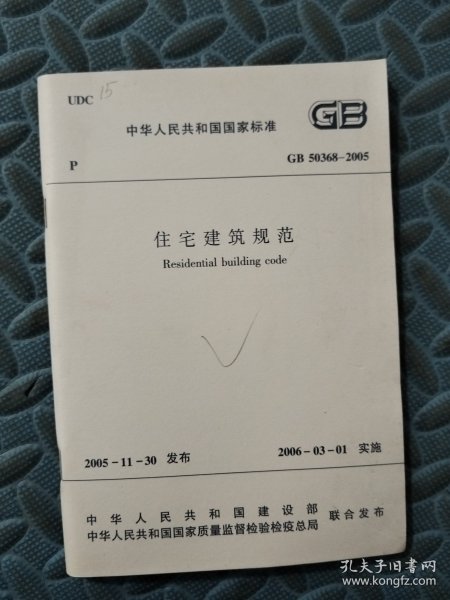 UDC 15
中华人民共和国国家标准 GB
P GB 50368-2005
住宅建筑规范
Residential building code
2005-11-30 发布 2006-03-01 实施
中华人民共和国建设部
中华人民共和国国家质量监督检验检疫总局 联合发布
孔夫子旧书网
www.kongfz.com